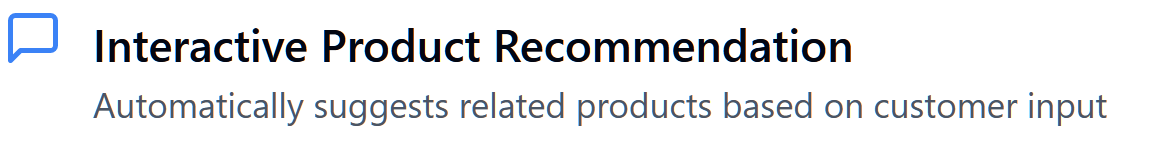 Interactive Product Recommendation
Automatically suggests related products based on customer input